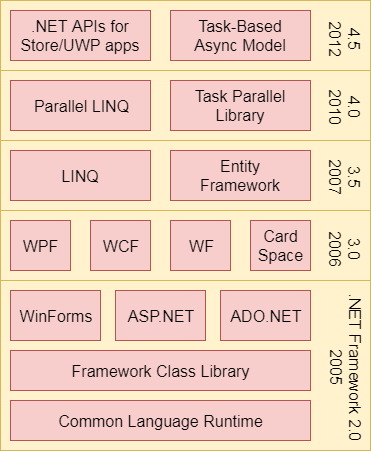 .NET APIs for
Store/UWP apps
Task-Based
Async Model
4.5
2012
Parallel LINQ
Task Parallel
Library
4.0
2010
LINQ
Entity
Framework
3.5
2007
WPF
WCF
WF
Card
Space
3.0
2006
WinForms
ASP.NET
ADO.NET
Framework Class Library
Common Language Runtime
.NET Framework 2.0
2005